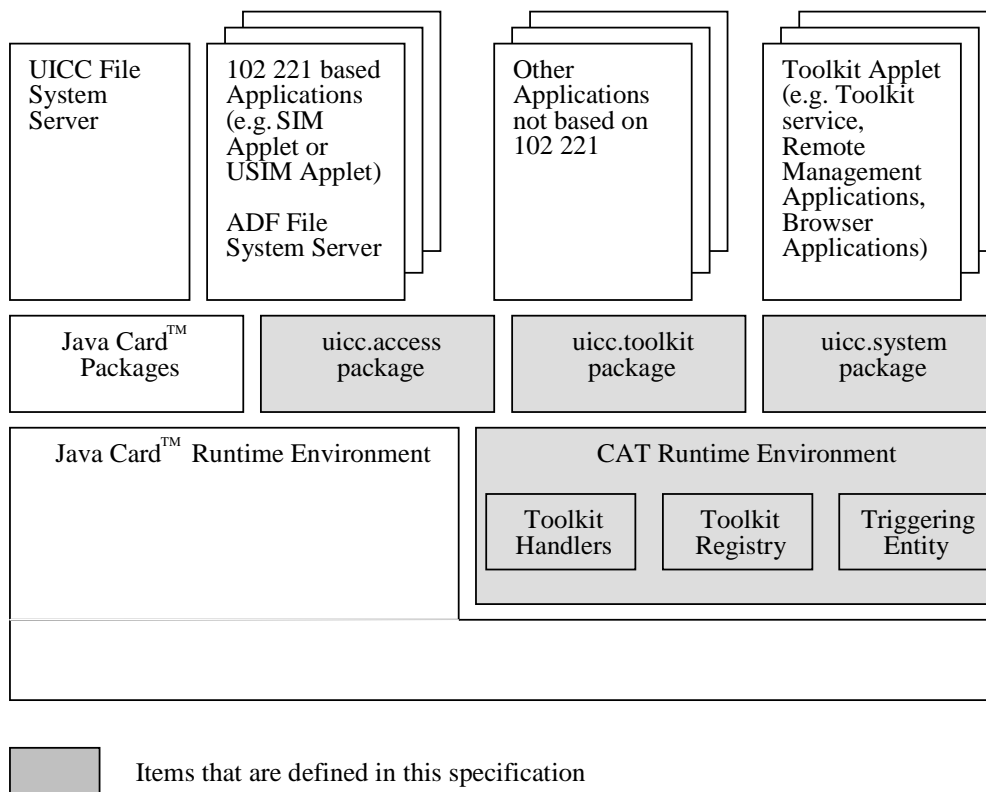 UICC File
System
Server
102 221 based
Applications
(e.g. SIM
Applet or
USIM Applet)
ADF File
System Server
Other
Applications
not based on
102 221
Toolkit Applet
(e.g. Toolkit
service,
Remote
Management
Applications,
Browser
Applications)
Java Card™
Packages
uicc.access
package
uicc.toolkit
package
uicc.system
package
Java Card™ Runtime Environment
CAT Runtime Environment
Toolkit
Handlers
Toolkit
Registry
Triggering
Entity
Items that are defined in this specification